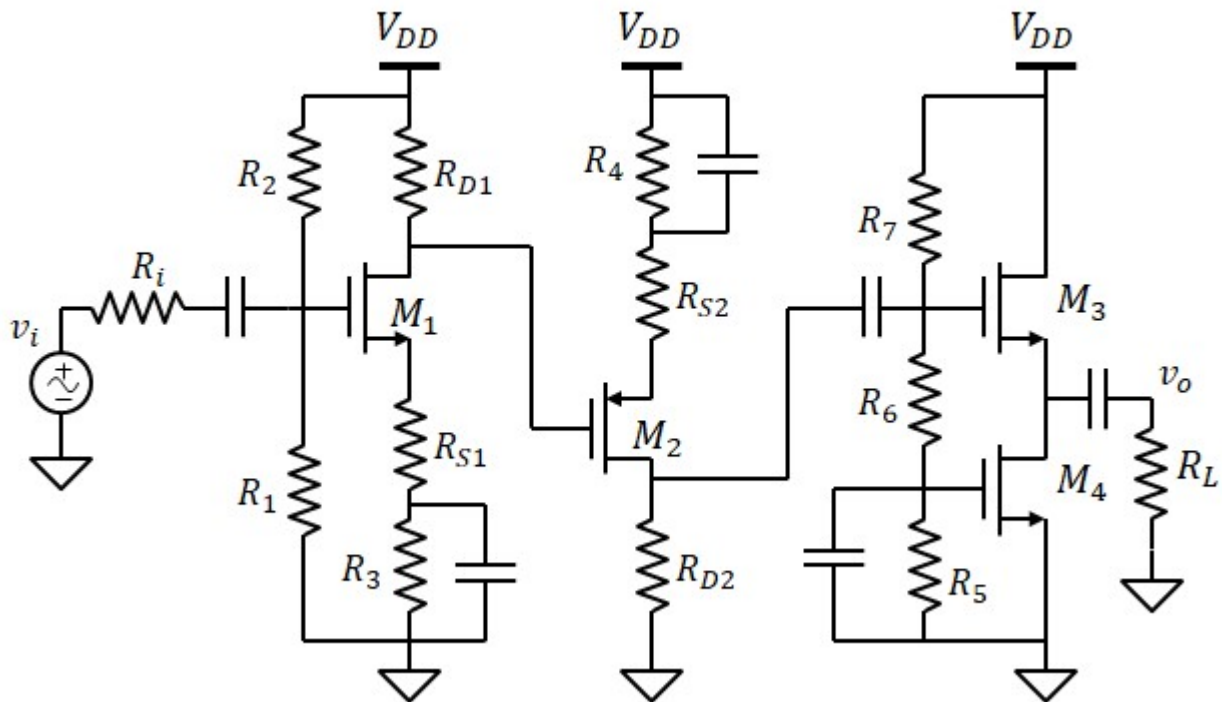 V_DD
V_DD
V_DD
R_2
R_D1
R_4
R_7
R_i
R_S2
v_i
+
−
M_1
M_3
R_6
v_o
R_S1
M_2
R_1
M_4
R_L
R_3
R_D2
R_5